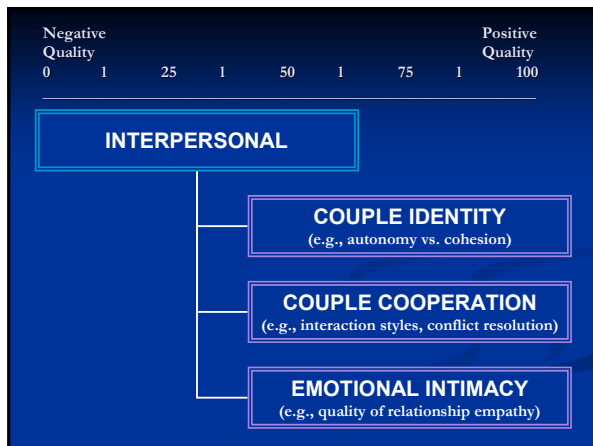 Negative Positive
Quality Quality
0 1 25 1 50 1 75 1 100
INTERPERSONAL
COUPLE IDENTITY
(e.g., autonomy vs. cohesion)
COUPLE COOPERATION
(e.g., interaction styles, conflict resolution)
EMOTIONAL INTIMACY
(e.g., quality of relationship empathy)